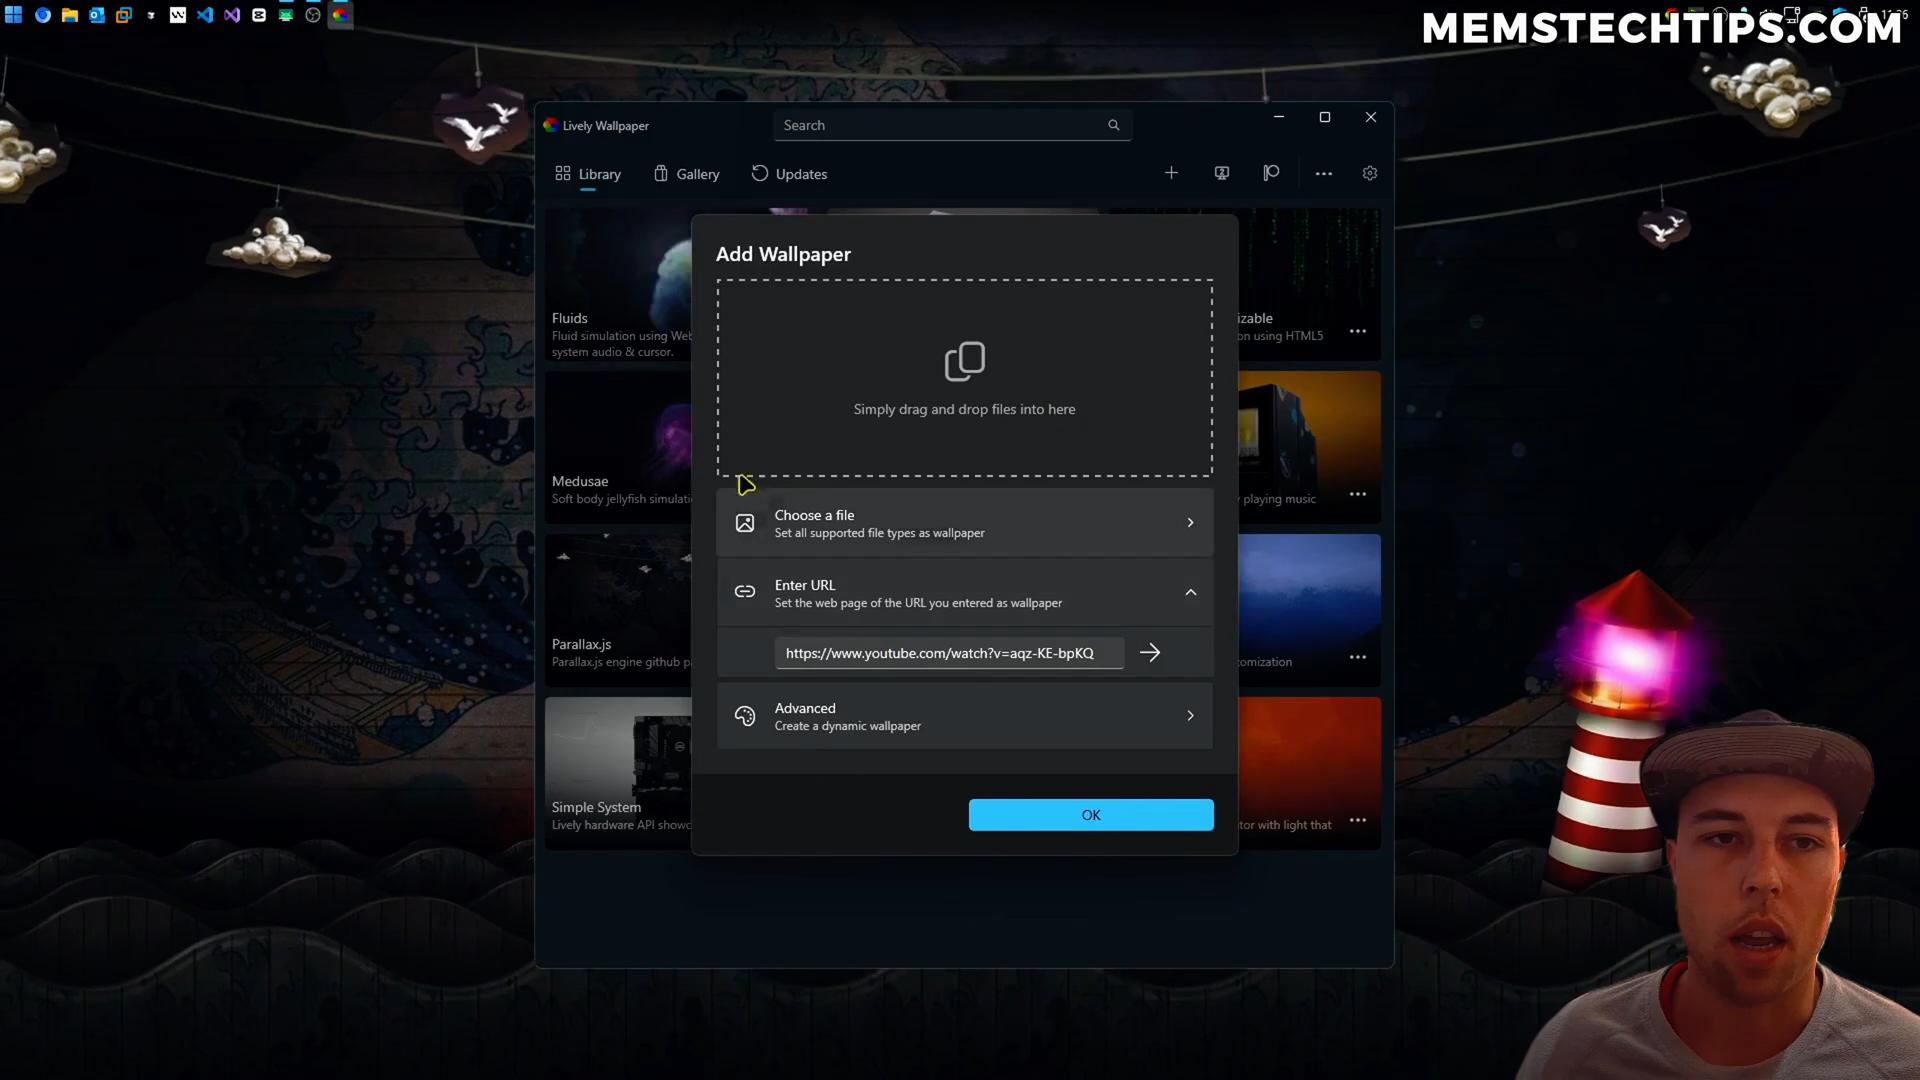 MEMSTECHTIPS.COM
Lively Wallpaper
Search
Library
Gallery
Updates
Add Wallpaper
Simply drag and drop files into here
Choose a file
Set all supported file types as wallpaper
Enter URL
Set the web page of the URL you entered as wallpaper
https://www.youtube.com/watch?v=aqz-KE-bpKQ
Advanced
Create a dynamic wallpaper
OK
Fluids
Fluid simulation using Web
system audio & cursor.
izable
on using HTML5
Medusae
Soft body jellyfish simulati
playing music
Parallax.js
Parallax.js engine github p
tomization
Simple System
Lively hardware API showc
tor with light that